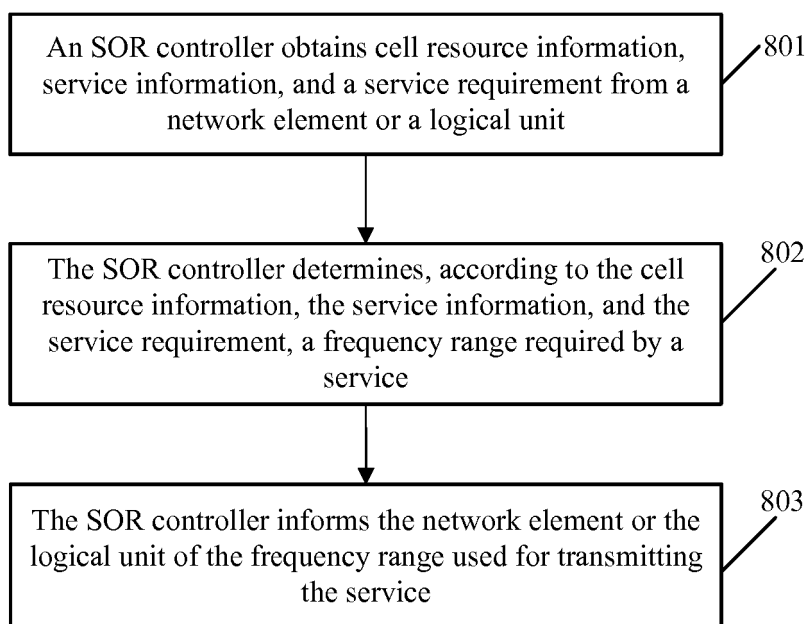 An SOR controller obtains cell resource information,
service information, and a service requirement from a
network element or a logical unit
801
The SOR controller determines, according to the cell
resource information, the service information, and the
service requirement, a frequency range required by a
service
802
The SOR controller informs the network element or the
logical unit of the frequency range used for transmitting
the service
803